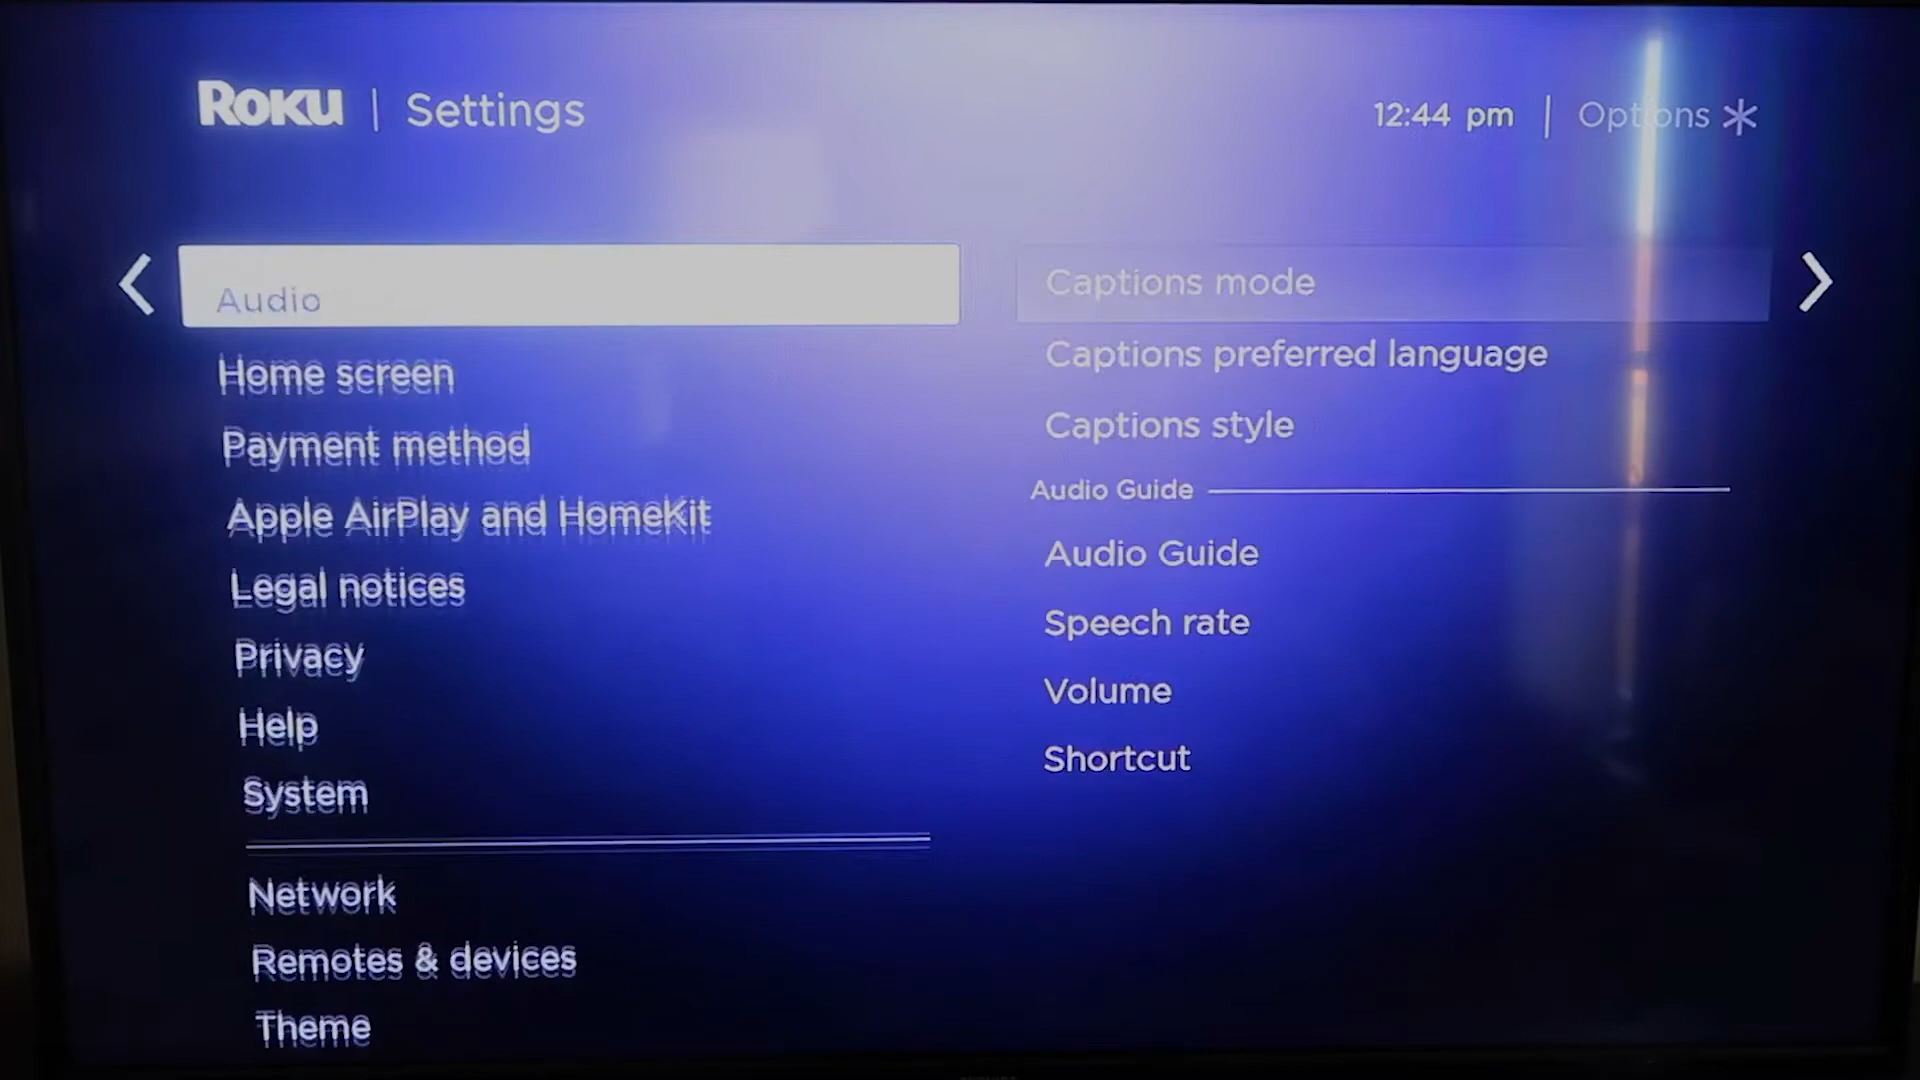 Roku | Settings
12:44 pm | Options *
Audio
Home screen
Payment method
Apple AirPlay and HomeKit
Legal notices
Privacy
Help
System
Network
Remotes & devices
Theme
Captions mode
Captions preferred language
Captions style
Audio Guide
Audio Guide
Speech rate
Volume
Shortcut